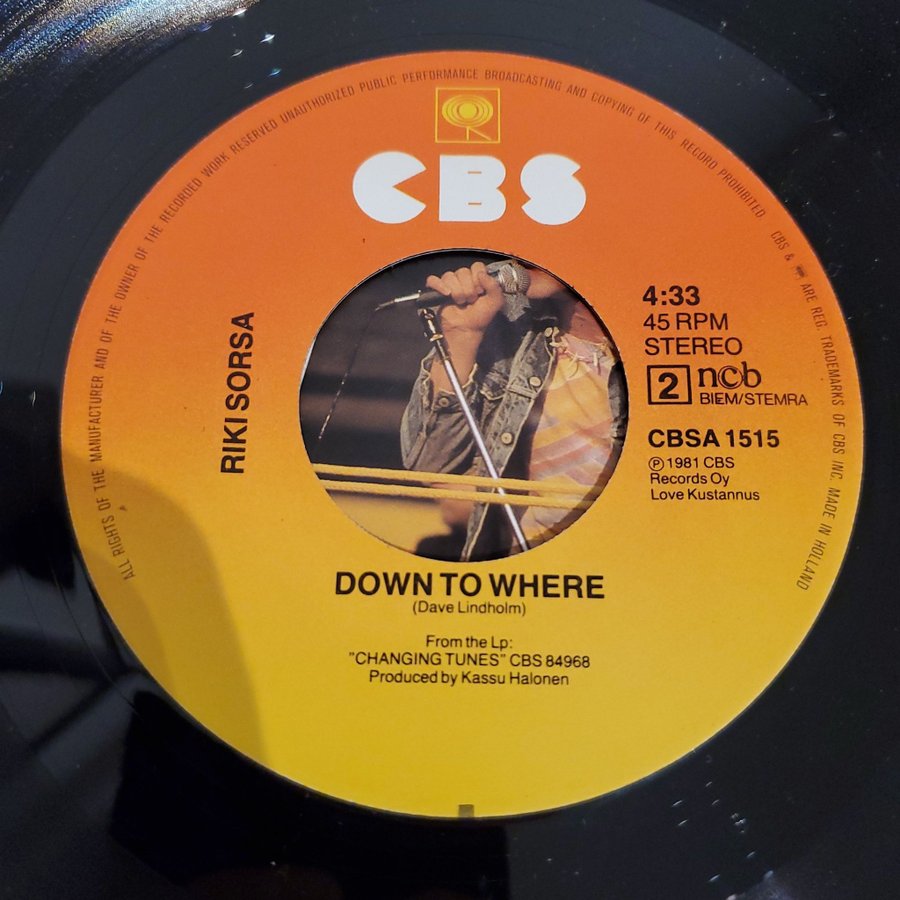 ALL RIGHTS OF THE MANUFACTURER AND OF THE OWNER OF THE RECORDED WORK RESERVED UNAUTHORIZED PUBLIC PERFORMANCE BROADCASTING AND COPYING OF THIS RECORD PROHIBITED
CBS & ARE REG. TRADEMARKS OF CBS INC. MADE IN HOLLAND
CBS
RIKI SORSA
4:33
45 RPM
STEREO
2 ncb
BIEM/STEMRA
CBSA 1515
℗ 1981 CBS
Records Oy
Love Kustannus
DOWN TO WHERE
(Dave Lindholm)
From the Lp:
"CHANGING TUNES" CBS 84968
Produced by Kassu Halonen